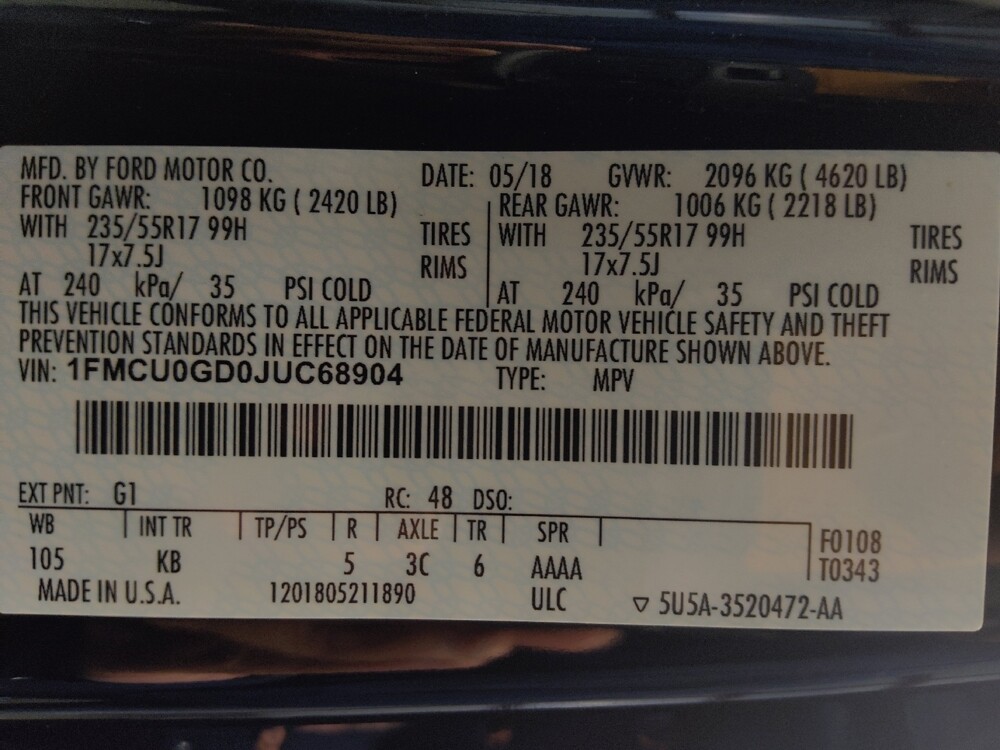 MFD. BY FORD MOTOR CO. DATE: 05/18 GVWR: 2096 KG ( 4620 LB)
FRONT GAWR: 1098 KG ( 2420 LB) REAR GAWR: 1006 KG ( 2218 LB)
WITH 235/55R17 99H TIRES WITH 235/55R17 99H TIRES
17x7.5J RIMS 17x7.5J RIMS
AT 240 kPa/ 35 PSI COLD AT 240 kPa/ 35 PSI COLD
THIS VEHICLE CONFORMS TO ALL APPLICABLE FEDERAL MOTOR VEHICLE SAFETY AND THEFT
PREVENTION STANDARDS IN EFFECT ON THE DATE OF MANUFACTURE SHOWN ABOVE.
VIN: 1FMCU0GD0JUC68904 TYPE: MPV
EXT PNT: G1 RC: 48 DSO:
WB INT TR TP/PS R AXLE TR SPR F0108
105 KB 5 3C 6 AAAA T0343
MADE IN U.S.A. 1201805211890 ULC ▽ 5U5A-3520472-AA